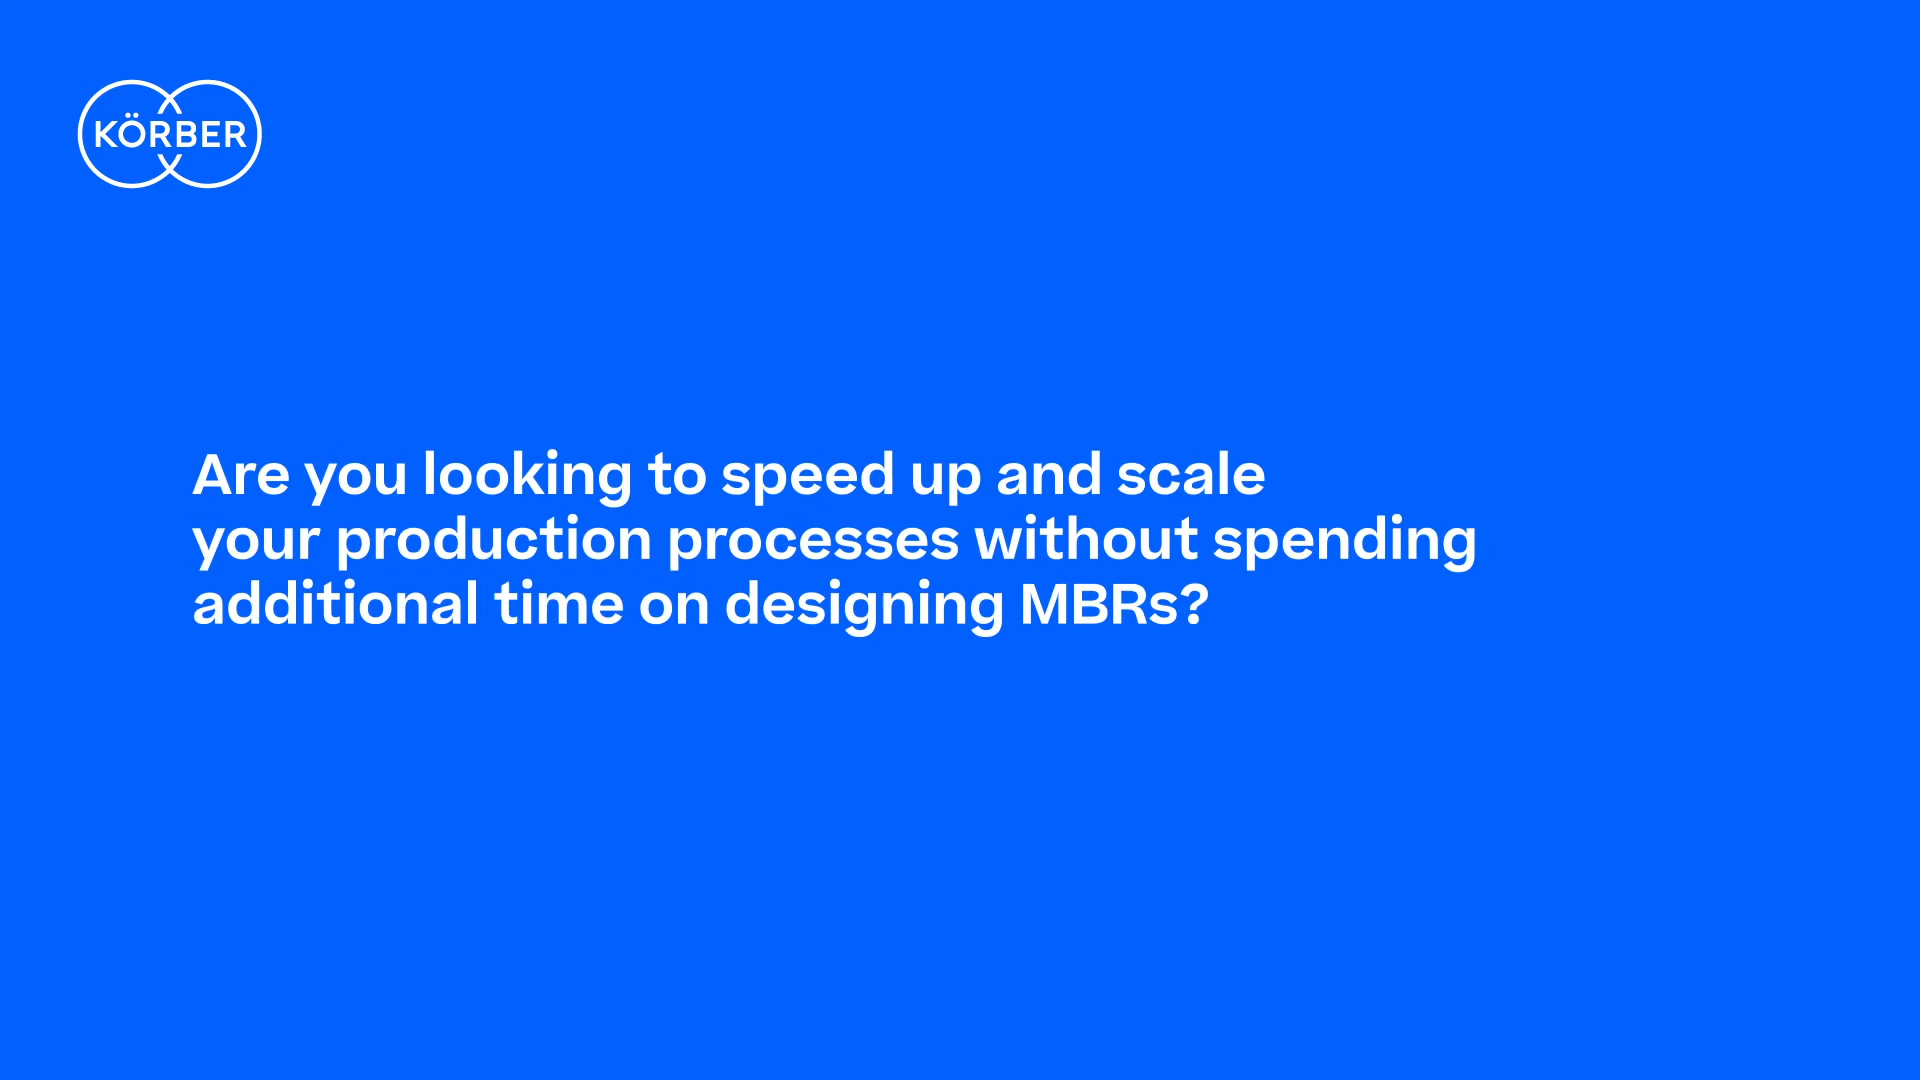 KÖRBER
Are you looking to speed up and scale
your production processes without spending
additional time on designing MBRs?